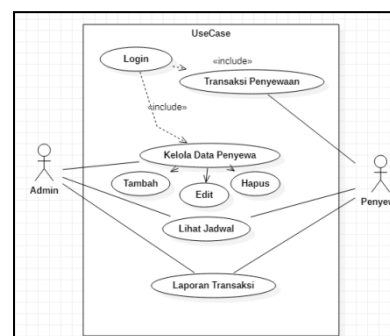 UseCase
Login
«include»
Transaksi Penyewaan
«include»
Kelola Data Penyewa
Admin
Tambah
Edit
Hapus
Lihat Jadwal
Laporan Transaksi